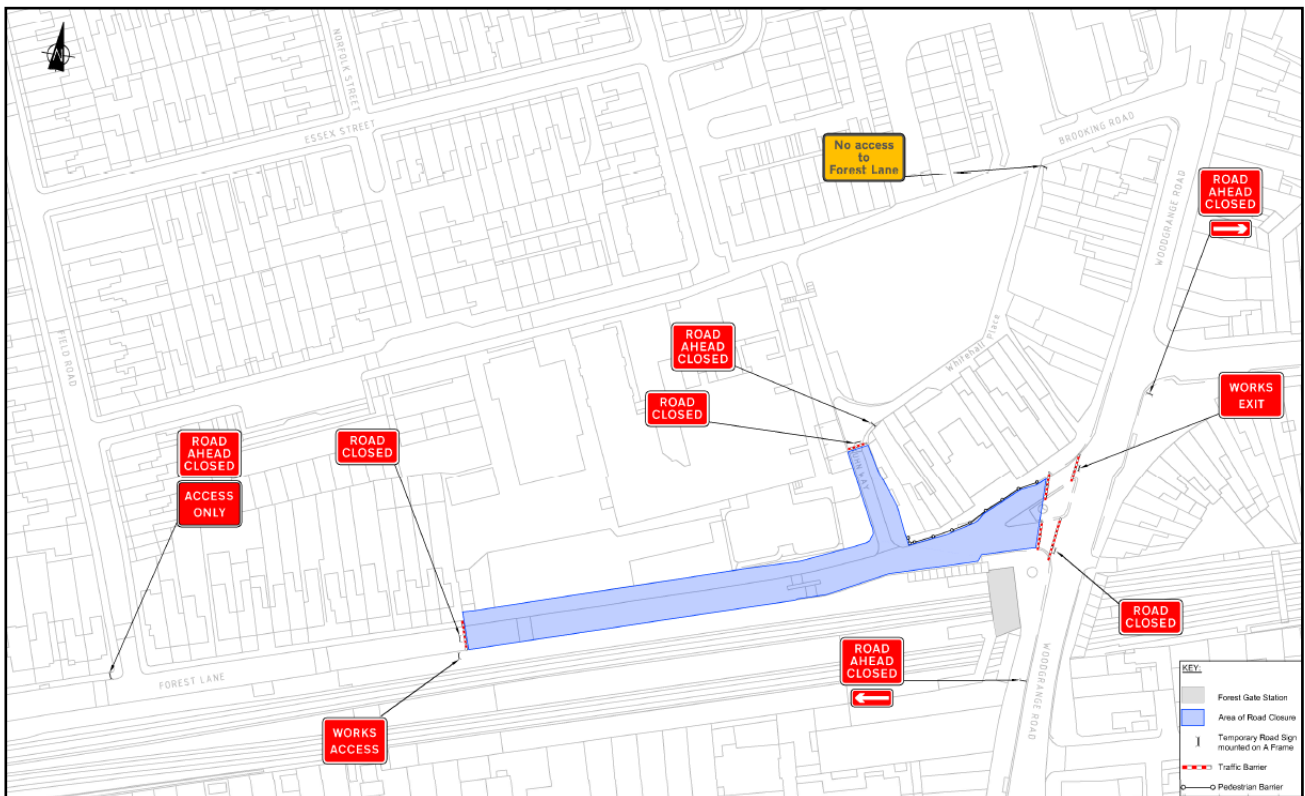 N
NORFOLK STREET
ESSEX STREET
BROOKING ROAD
No access
to
Forest Lane
ROAD
AHEAD
CLOSED
WOODGRANGE ROAD
FIELD ROAD
Whitehall Place
ROAD
AHEAD
CLOSED
ROAD
CLOSED
WORKS
EXIT
ROAD
AHEAD
CLOSED
ACCESS
ONLY
ROAD
CLOSED
ROAD
CLOSED
FOREST LANE
ROAD
AHEAD
CLOSED
WOODGRANGE ROAD
WORKS
ACCESS
KEY:
Forest Gate Station
Area of Road Closure
Temporary Road Sign
mounted on A Frame
Traffic Barrier
Pedestrian Barrier